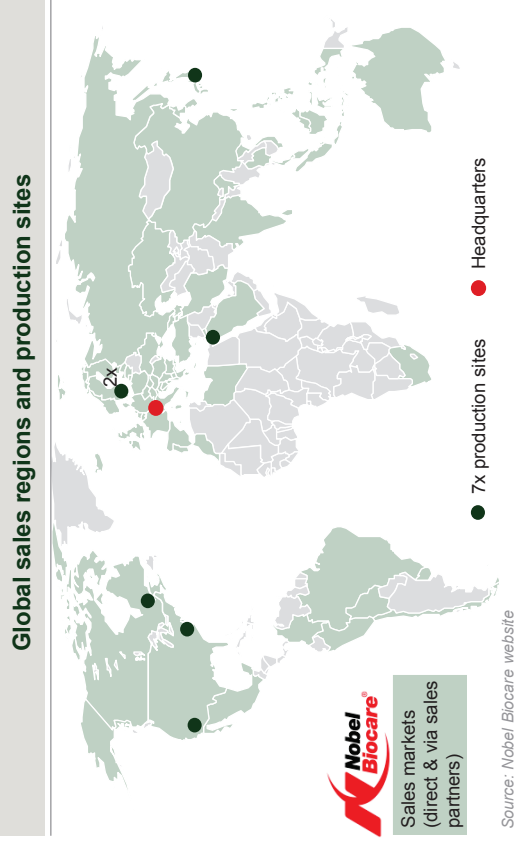 Global sales regions and production sites
2x
Nobel
Biocare®
Sales markets
(direct & via sales
partners)
7x production sites
Headquarters
Source: Nobel Biocare website